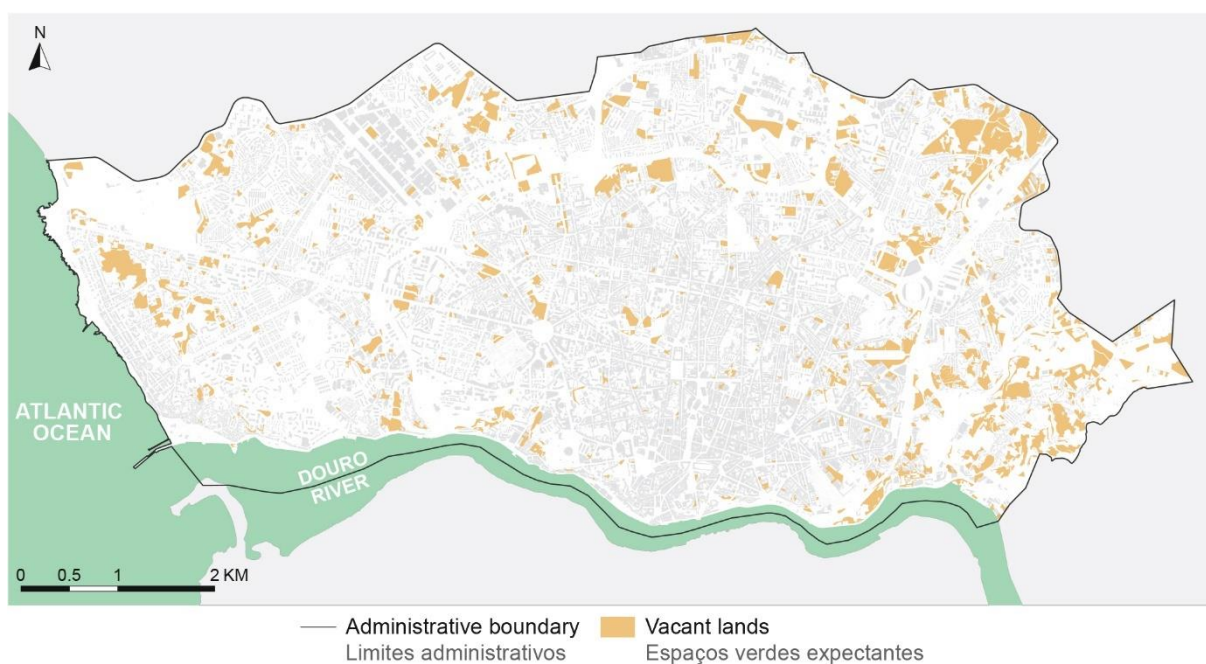 N
ATLANTIC
OCEAN
DOURO
RIVER
0 0.5 1 2 KM
Administrative boundary Vacant lands
Limites administrativos Espaços verdes expectantes